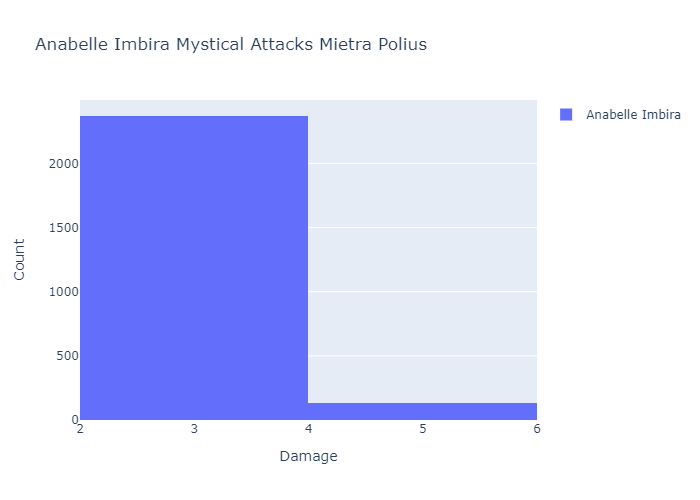 Anabelle Imbira Mystical Attacks Mietra Polius
Anabelle Imbira
2000
1500
1000
500
0
Count
2 3 4 5 6
Damage